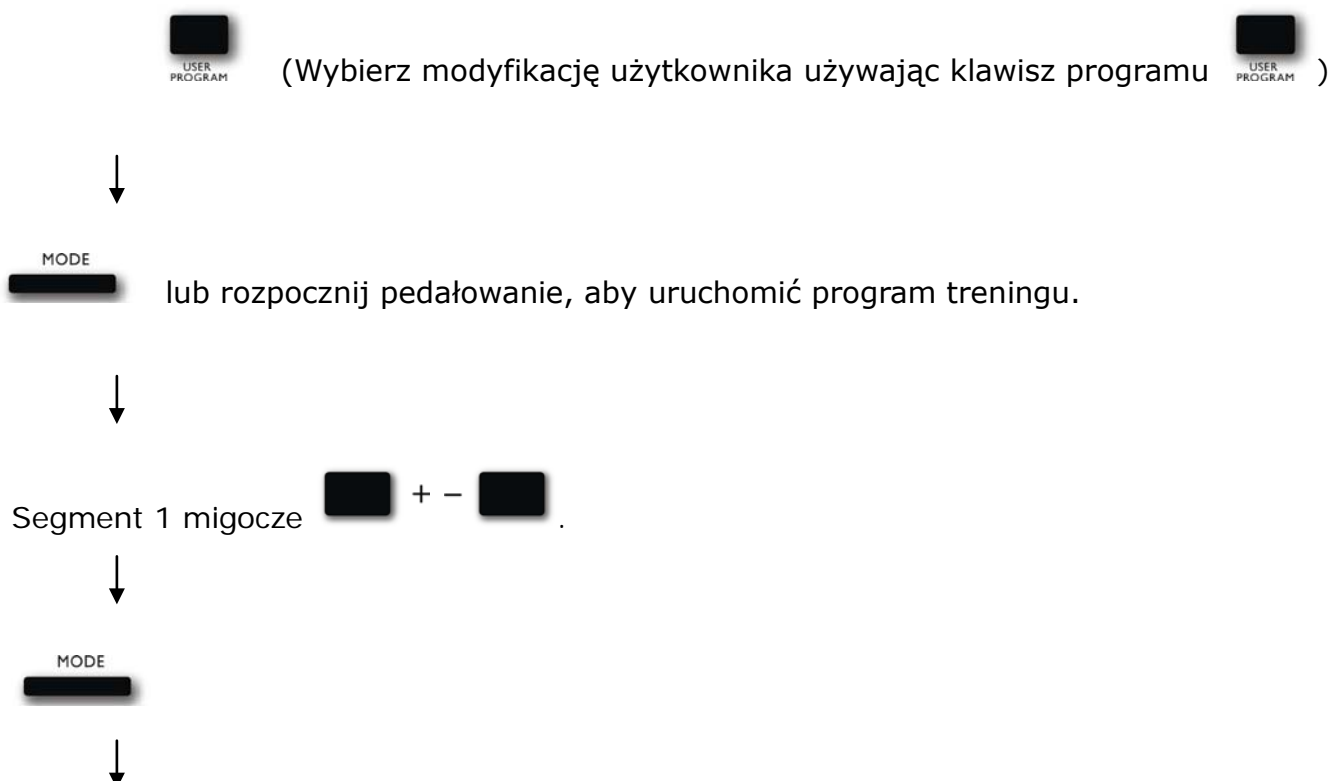 USER PROGRAM (Wybierz modyfikację użytkownika używając klawisz programu USER PROGRAM )
MODE
lub rozpocznij pedałowanie, aby uruchomić program treningu.
Segment 1 migocze + − .
MODE